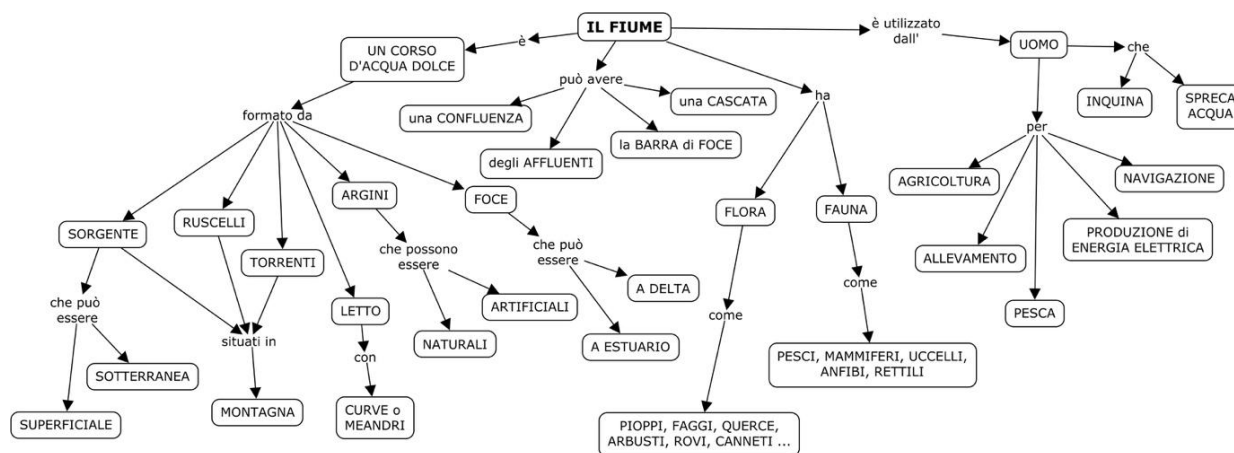 IL FIUME
è
UN CORSO
D'ACQUA DOLCE
formato da
SORGENTE
che può
essere
SUPERFICIALE
SOTTERRANEA
RUSCELLI
TORRENTI
situati in
MONTAGNA
LETTO
con
CURVE o
MEANDRI
ARGINI
che possono
essere
NATURALI
ARTIFICIALI
FOCE
che può
essere
A DELTA
A ESTUARIO
può avere
una CONFLUENZA
degli AFFLUENTI
la BARRA di FOCE
una CASCATA
ha
FLORA
come
PIOPPI, FAGGI, QUERCE,
ARBUSTI, ROVI, CANNETI ...
FAUNA
come
PESCI, MAMMIFERI, UCCELLI,
ANFIBI, RETTILI
è utilizzato
dall'
UOMO
che
INQUINA
SPRECA
ACQUA
per
AGRICOLTURA
ALLEVAMENTO
PESCA
PRODUZIONE di
ENERGIA ELETTRICA
NAVIGAZIONE